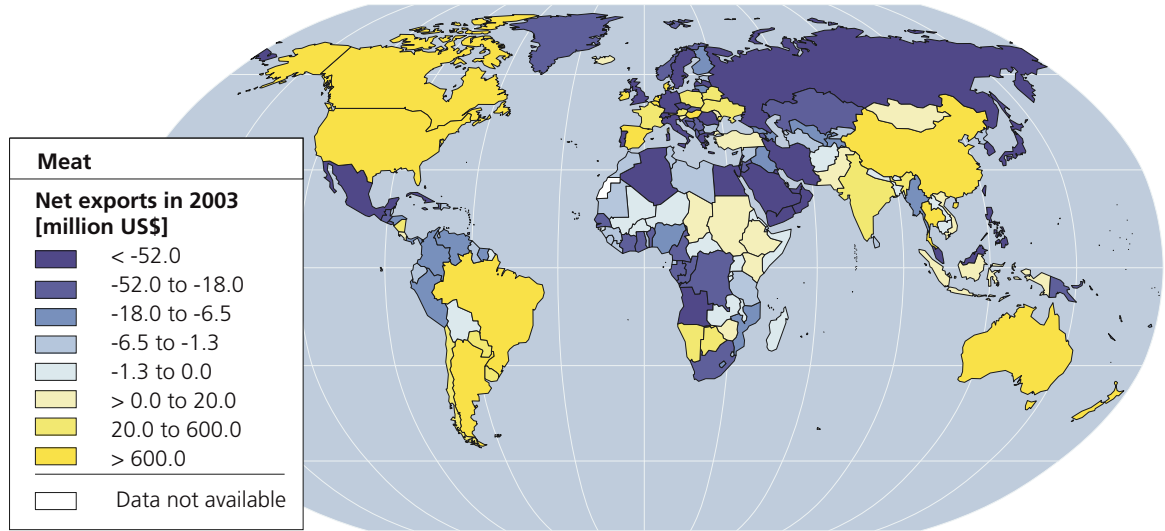 Meat
Net exports in 2003
[million US$]
< -52.0
-52.0 to -18.0
-18.0 to -6.5
-6.5 to -1.3
-1.3 to 0.0
> 0.0 to 20.0
20.0 to 600.0
> 600.0
Data not available